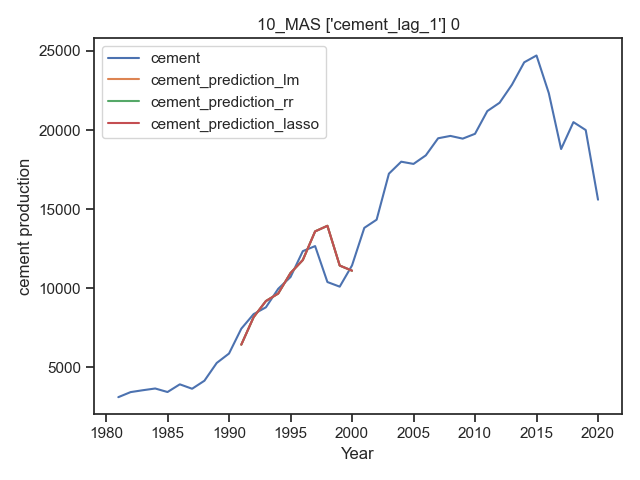 10_MAS ['cement_lag_1'] 0
cement
cement_prediction_lm
cement_prediction_rr
cement_prediction_lasso
25000
20000
15000
10000
5000
cement production
1980 1985 1990 1995 2000 2005 2010 2015 2020
Year